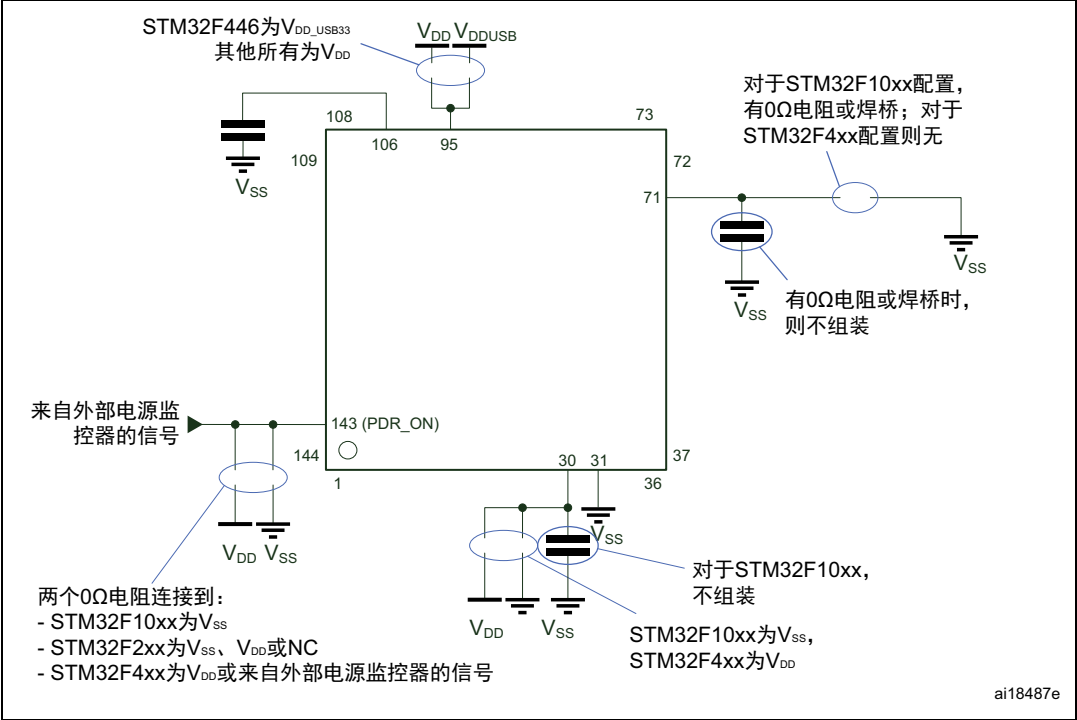 STM32F446为VDD_USB33
其他所有为VDD
VDD VDDUSB
对于STM32F10xx配置，
有0Ω电阻或焊桥；对于
STM32F4xx配置则无
108
106
95
73
109
72
VSS
71
VSS
VSS
有0Ω电阻或焊桥时，
则不组装
来自外部电源监
控器的信号
143 (PDR_ON)
144
1
30
31
37
36
VDD VSS
VSS
对于STM32F10xx，
不组装
VDD
VSS
STM32F10xx为VSS，
STM32F4xx为VDD
两个0Ω电阻连接到：
- STM32F10xx为VSS
- STM32F2xx为VSS、VDD或NC
- STM32F4xx为VDD或来自外部电源监控器的信号
ai18487e